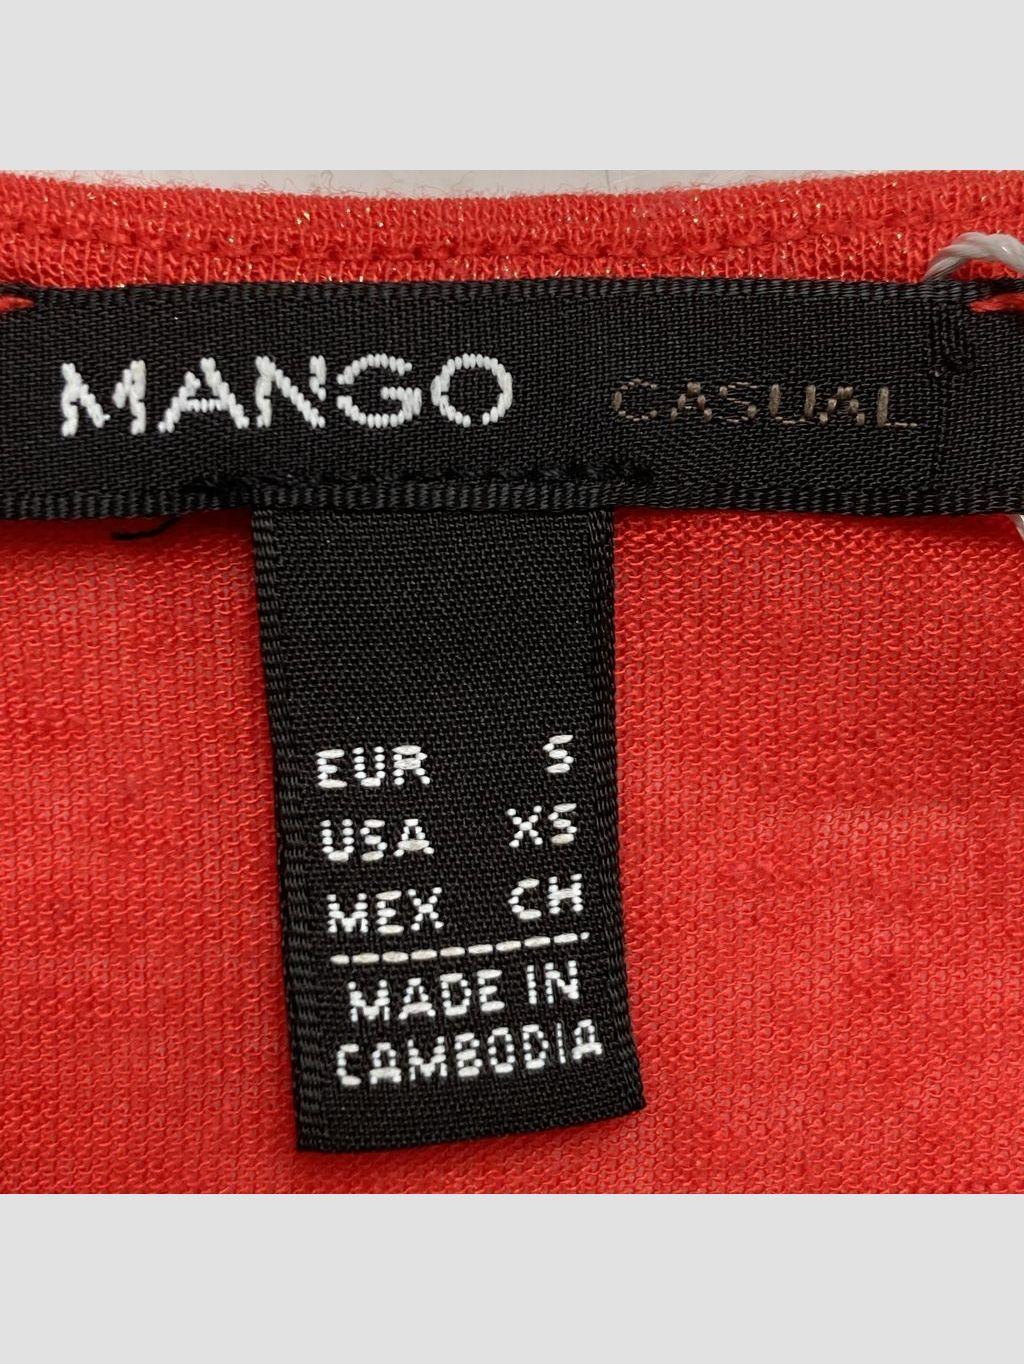 MANGO CASUAL
EUR S
USA XS
MEX CH
MADE IN
CAMBODIA